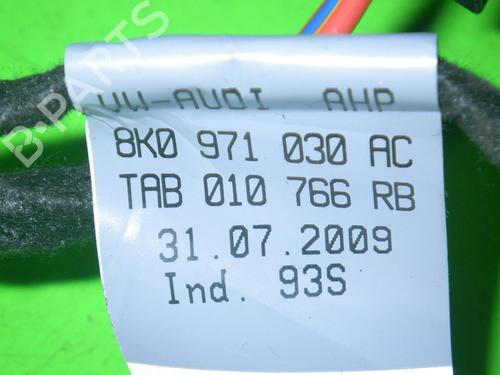 VW-AUDI AHP
8K0 971 030 AC
TAB 010 766 RB
31.07.2009
Ind. 93S
B-PARTS